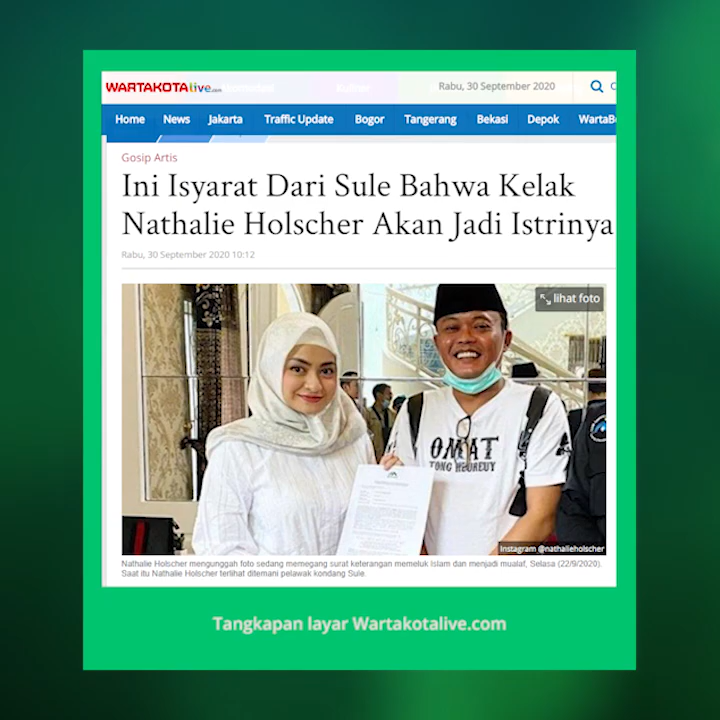 WARTAKOTAlive.com
Rabu, 30 September 2020
Home News Jakarta Traffic Update Bogor Tangerang Bekasi Depok WartaBe
Gosip Artis
Ini Isyarat Dari Sule Bahwa Kelak
Nathalie Holscher Akan Jadi Istrinya
Rabu, 30 September 2020 10:12
lihat foto
OMAT
TONG HEUREUY
Instagram @nathalieholscher
Nathalie Holscher mengunggah foto sedang memegang surat keterangan memeluk Islam dan menjadi mualaf, Selasa (22/9/2020).
Saat itu Nathalie Holscher terlihat ditemani pelawak kondang Sule
Tangkapan layar Wartakotalive.com